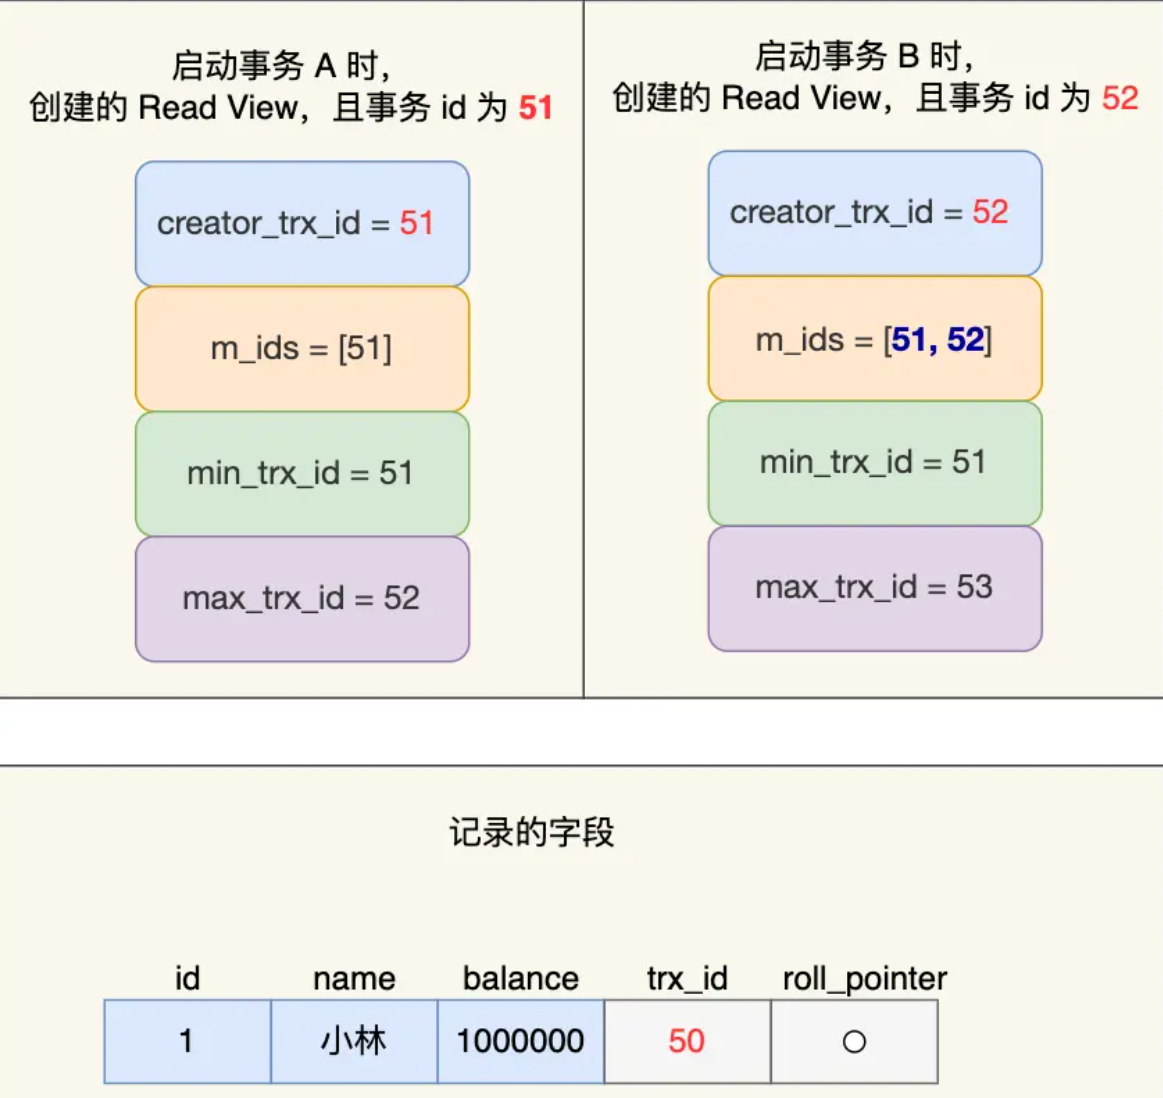 启动事务 A 时，
创建的 Read View，且事务 id 为 51
creator_trx_id = 51
m_ids = [51]
min_trx_id = 51
max_trx_id = 52
启动事务 B 时，
创建的 Read View，且事务 id 为 52
creator_trx_id = 52
m_ids = [51, 52]
min_trx_id = 51
max_trx_id = 53
记录的字段
id name balance trx_id roll_pointer
1 小林 1000000 50